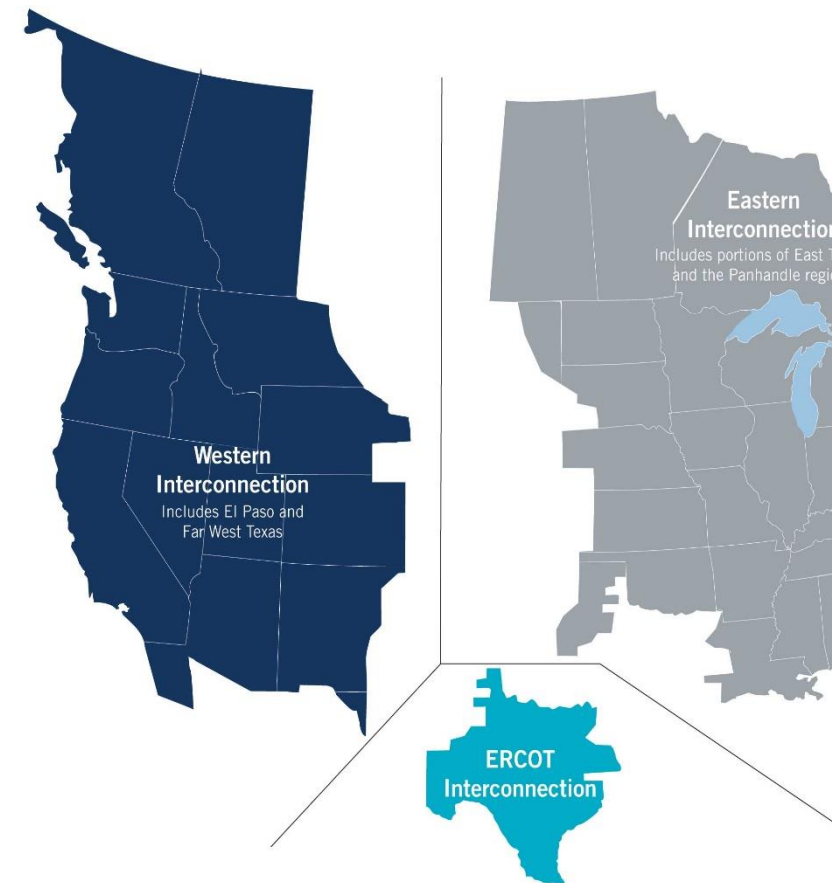 Western
Interconnection
Includes El Paso and
Far West Texas
Eastern
Interconnection
Includes portions of East
and the Panhandle
ERCOT
Interconnection